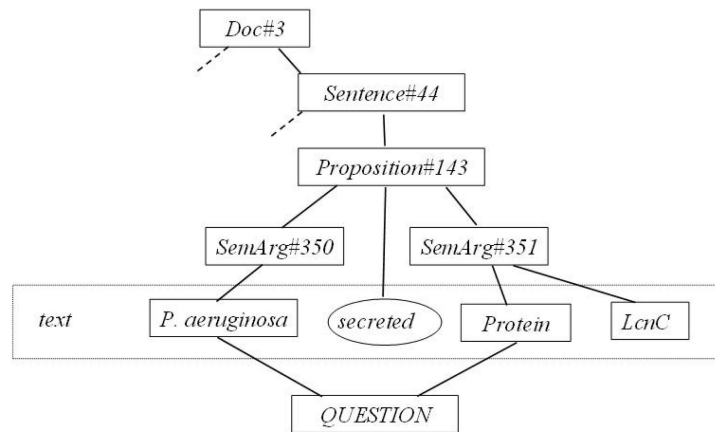 Doc#3
Sentence#44
Proposition#143
SemArg#350 SemArg#351
text P. aeruginosa secreted Protein LcnC
QUESTION